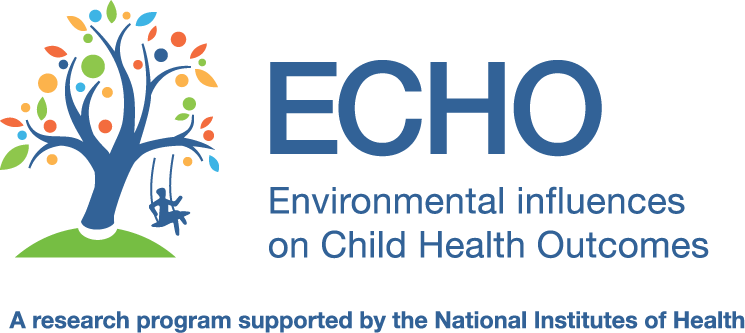 ECHO
Environmental influences
on Child Health Outcomes
A research program supported by the National Institutes of Health